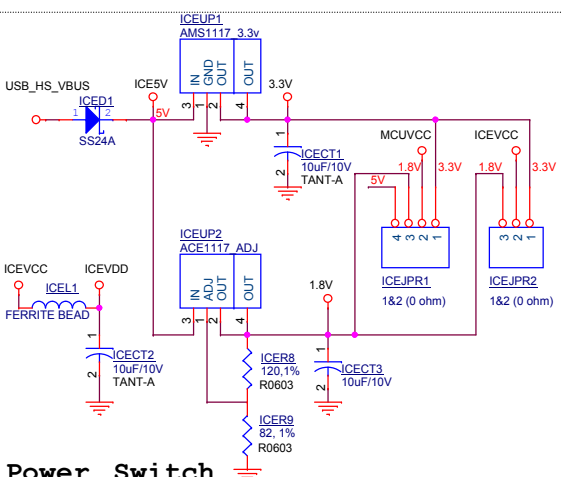 ICEUP1
AMS1117_3.3v
USB_HS_VBUS
ICED1
1 2
SS24A
ICE5V
5V
IN
GND
OUT
OUT
3
1
2
4
3.3V
1
2
ICECT1
10uF/10V
TANT-A
MCUVCC
ICEVCC
1.8V
3.3V
5V
1.8V
3.3V
4
3
2
1
ICEJPR1
1&2 (0 ohm)
3
2
1
ICEJPR2
1&2 (0 ohm)
ICEUP2
ACE1117_ADJ
IN
ADJ
OUT
OUT
3
1
2
4
1.8V
ICEVCC
ICEVDD
ICEL1
FERRITE BEAD
1
2
ICECT2
10uF/10V
TANT-A
ICER8
120,1%
R0603
1
2
ICECT3
10uF/10V
ICER9
82, 1%
R0603
Power Switch